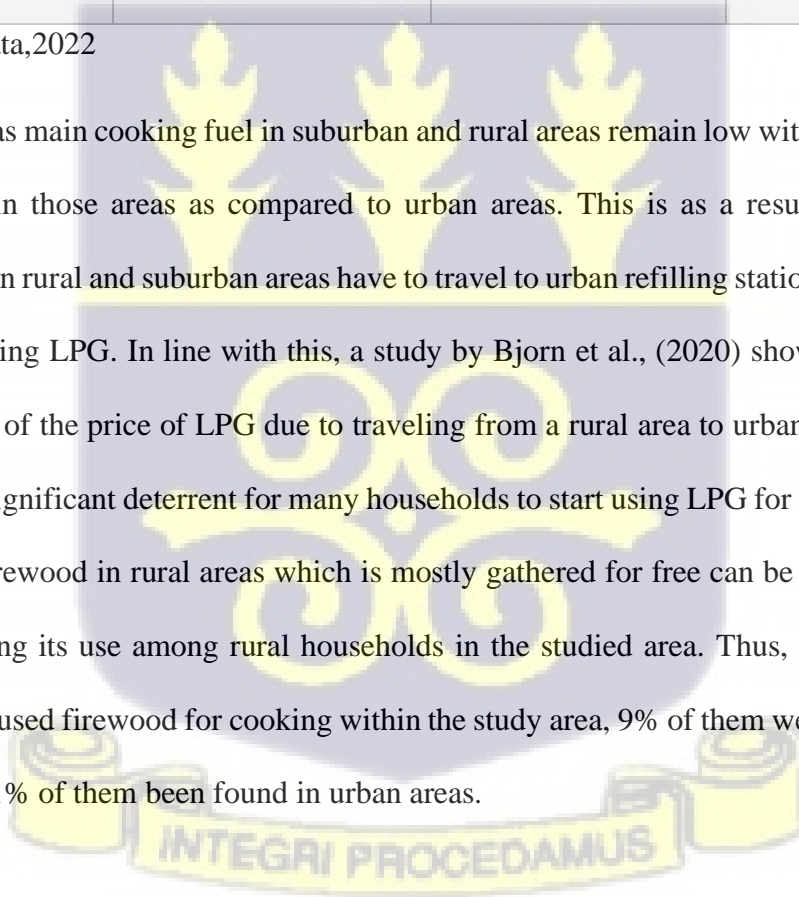 ta,2022
as main cooking fuel in suburban and rural areas remain low wit
in those areas as compared to urban areas. This is as a resu
n rural and suburban areas have to travel to urban refilling statio
ing LPG. In line with this, a study by Bjorn et al., (2020) show
of the price of LPG due to traveling from a rural area to urban
ignificant deterrent for many households to start using LPG for
rewood in rural areas which is mostly gathered for free can be
ng its use among rural households in the studied area. Thus,
used firewood for cooking within the study area, 9% of them we
% of them been found in urban areas.
INTEGRI PROCEDAMUS